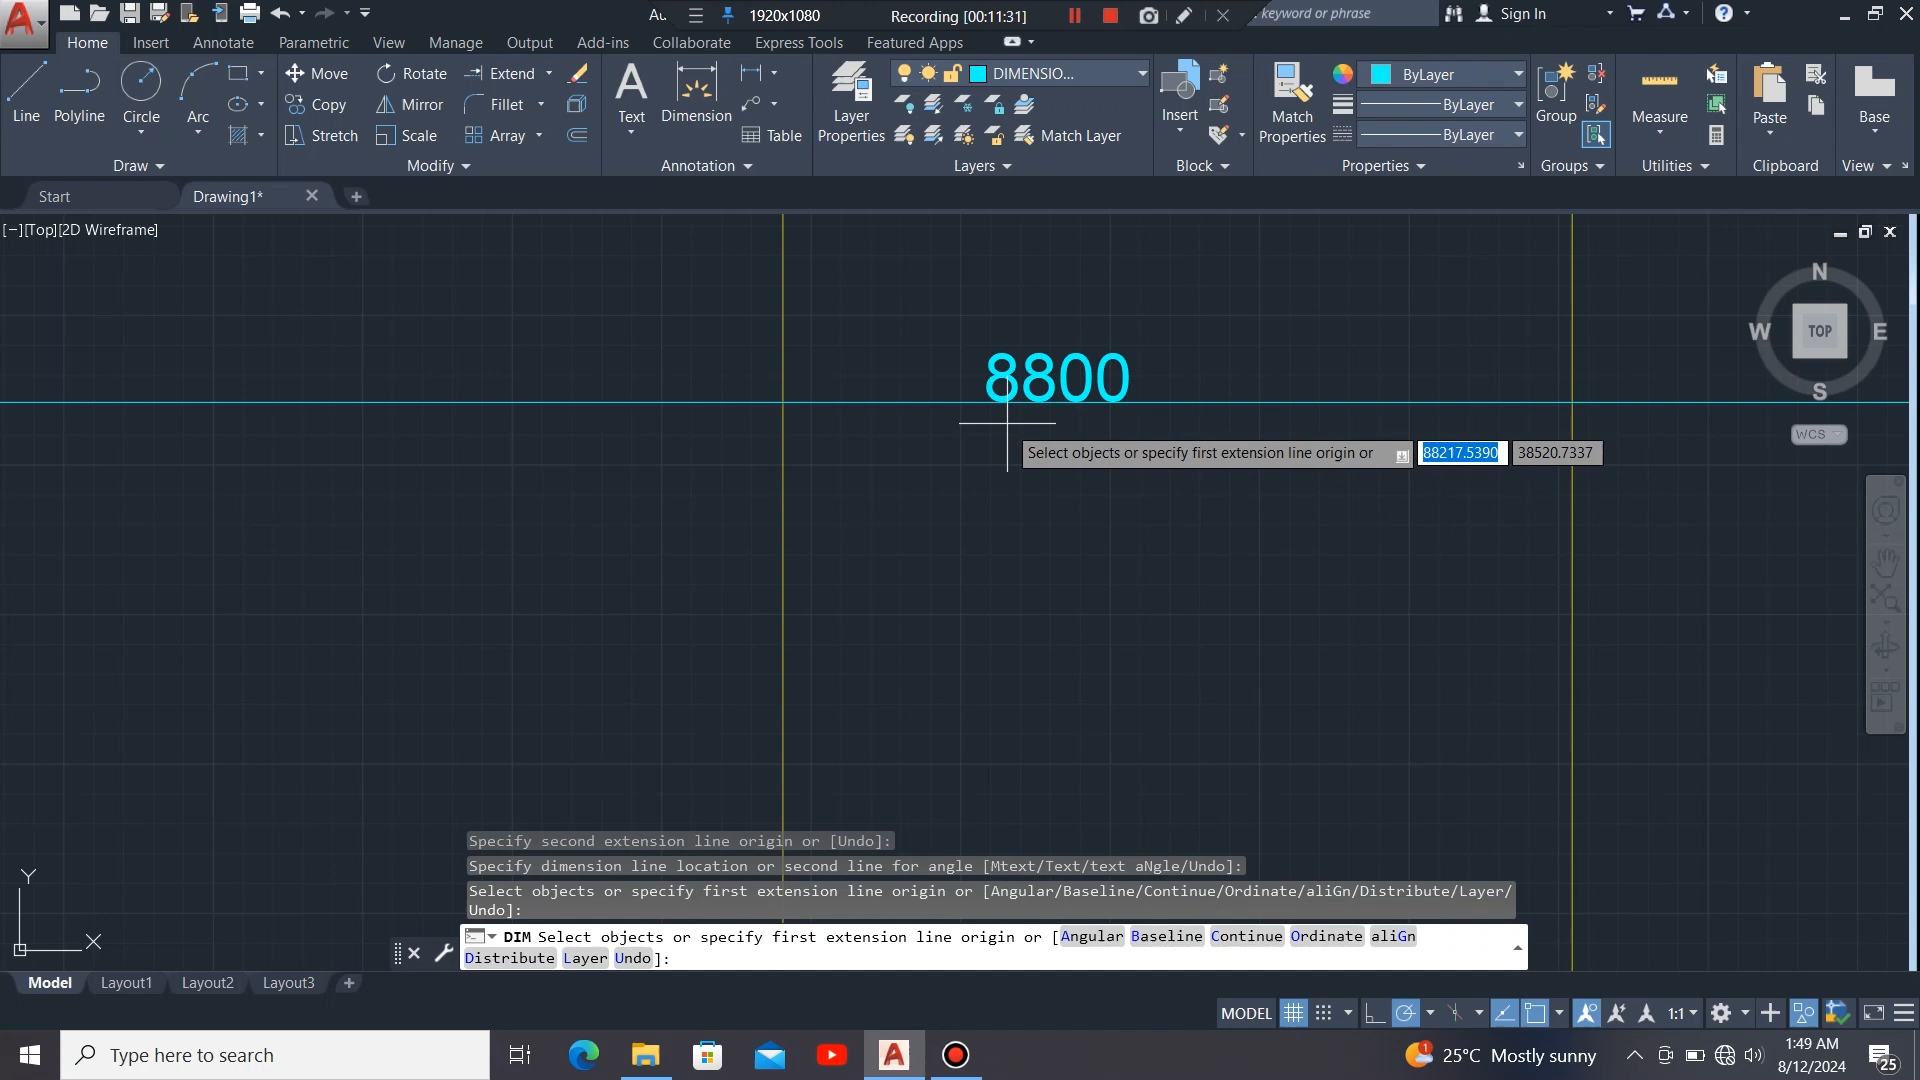 Au
1920x1080
Recording [00:11:31]
keyword or phrase
Sign In
Home
Insert
Annotate
Parametric
View
Manage
Output
Add-ins
Collaborate
Express Tools
Featured Apps
Line
Polyline
Circle
Arc
Draw
Move
Copy
Stretch
Rotate
Mirror
Scale
Extend
Fillet
Array
Modify
Text
Dimension
Table
Annotation
Layer
Properties
DIMENSIO...
Match Layer
Layers
Insert
Block
Match
Properties
ByLayer
ByLayer
ByLayer
Properties
Group
Groups
Measure
Utilities
Paste
Clipboard
Base
View
Start
Drawing1*
[−][Top][2D Wireframe]
N
W
TOP
E
S
WCS
8800
Select objects or specify first extension line origin or
88217.5390
38520.7337
Y
X
Specify second extension line origin or [Undo]:
Specify dimension line location or second line for angle [Mtext/Text/text aNgle/Undo]:
Select objects or specify first extension line origin or [Angular/Baseline/Continue/Ordinate/aliGn/Distribute/Layer/
Undo]:
DIM Select objects or specify first extension line origin or [Angular Baseline Continue Ordinate aliGn
Distribute Layer Undo]:
Model
Layout1
Layout2
Layout3
MODEL
1:1
Type here to search
25°C Mostly sunny
1:49 AM
8/12/2024
25